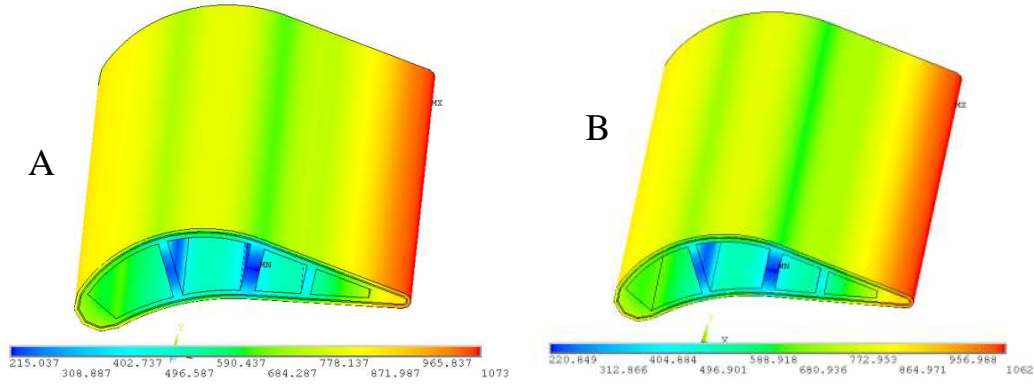 A
MX
MN
Y
215.037 402.737 590.437 778.137 965.837
308.887 496.587 684.287 871.987 1073
B
MX
MN
Y
X
220.849 404.884 588.918 772.953 956.988
312.866 496.901 680.936 864.971 1062